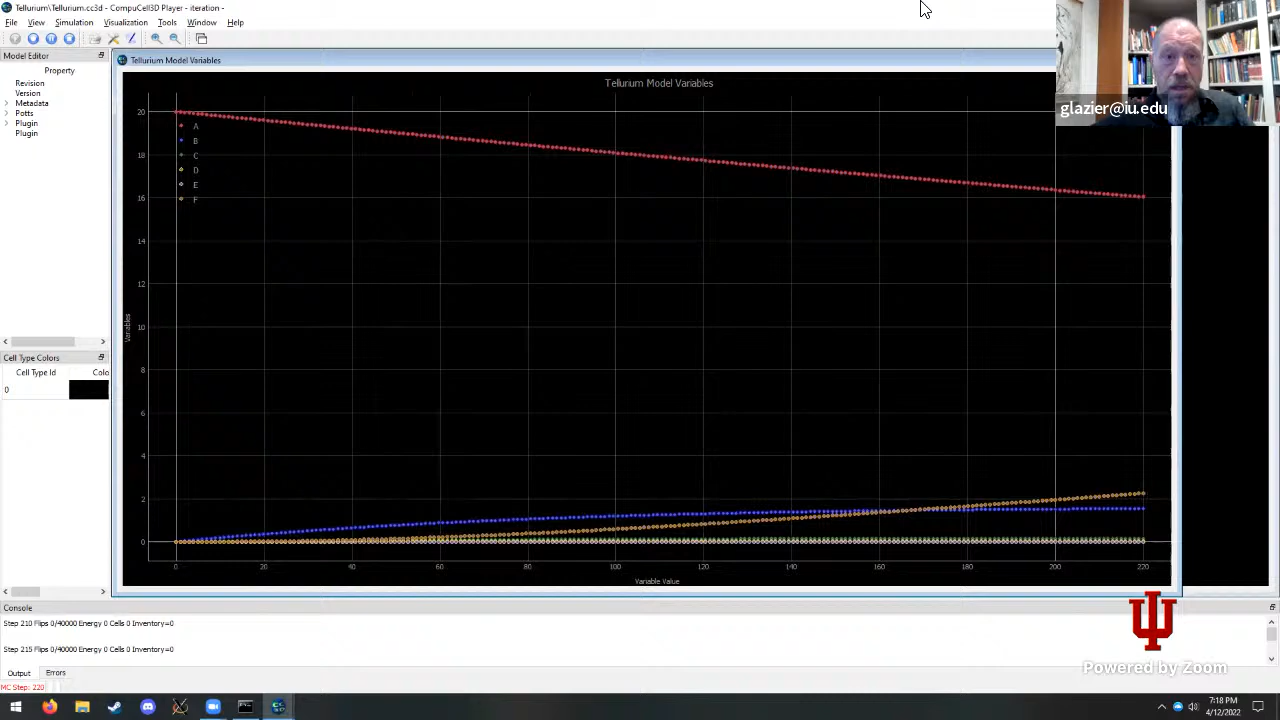 Tellurium\Tellurium.cc3d - CompuCell3D Player - iteration -
File View Simulation Visualization Tools Window Help
Model Editor
Property
Revision
Version
Metadata
Potts
Plugin
Plugin
Cell Type Colors
Cell Type Id Colo
0
Tellurium Model Variables
Tellurium Model Variables
20
18
16
14
12
10
8
6
4
2
0
A
B
C
D
E
F
Variables
0 20 40 60 80 100 120 140 160 180 200 220
Variable Value
glazier@iu.edu
Console
Step 210 Flips 0/40000 Energy 0 Cells 0 Inventory=0
Step 215 Flips 0/40000 Energy 0 Cells 0 Inventory=0
Output Errors
MC Step: 220
Powered by Zoom
7:18 PM
4/12/2022